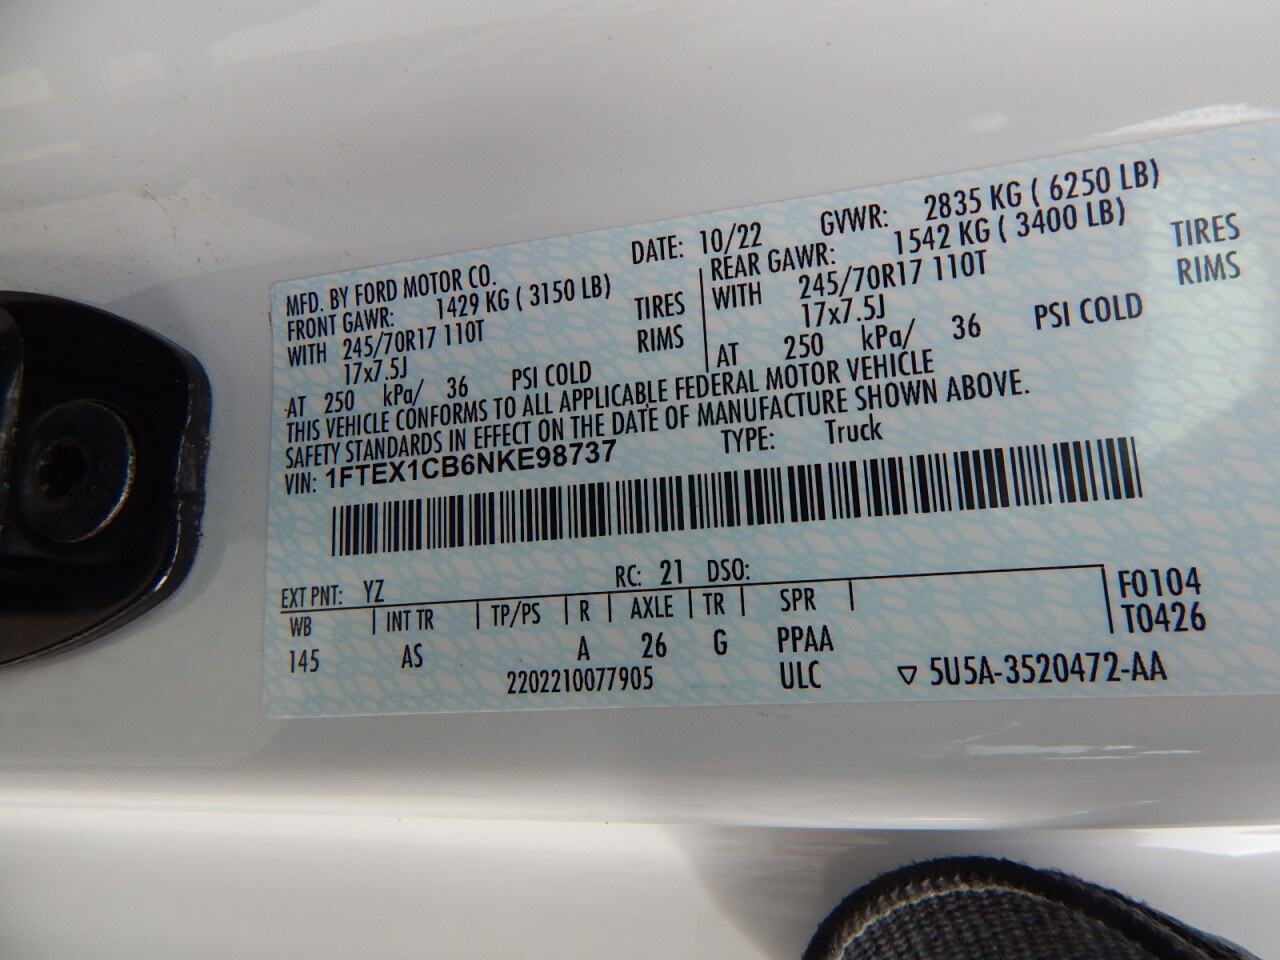 MFD. BY FORD MOTOR CO. DATE: 10/22 GVWR: 2835 KG ( 6250 LB)
FRONT GAWR: 1429 KG ( 3150 LB) REAR GAWR: 1542 KG ( 3400 LB)
WITH 245/70R17 110T TIRES WITH 245/70R17 110T TIRES
17x7.5J RIMS 17x7.5J RIMS
AT 250 kPa/ 36 PSI COLD AT 250 kPa/ 36 PSI COLD
THIS VEHICLE CONFORMS TO ALL APPLICABLE FEDERAL MOTOR VEHICLE
SAFETY STANDARDS IN EFFECT ON THE DATE OF MANUFACTURE SHOWN ABOVE.
VIN: 1FTEX1CB6NKE98737 TYPE: Truck
EXT PNT: YZ RC: 21 DSO:
WB INT TR TP/PS R AXLE TR SPR F0104
145 AS A 26 G PPAA T0426
2202210077905 ULC ▽ 5U5A-3520472-AA